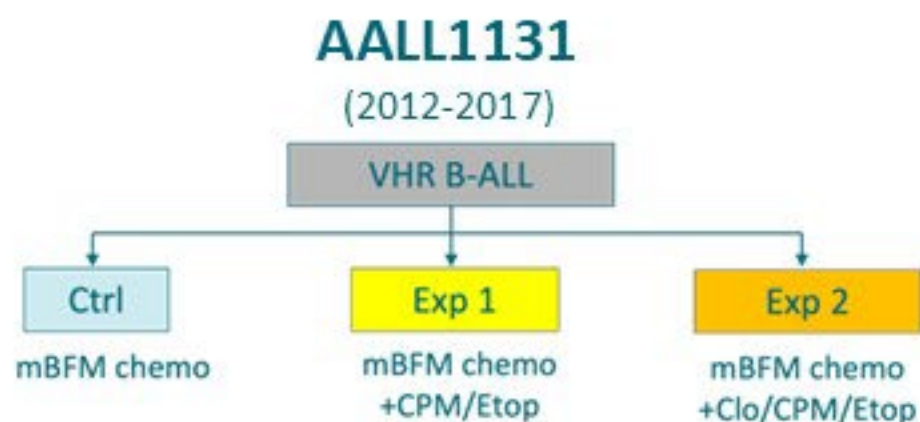 AALL1131
(2012-2017)
VHR B-ALL
Ctrl
mBFM chemo
Exp 1
mBFM chemo
+CPM/Etop
Exp 2
mBFM chemo
+Clo/CPM/Etop